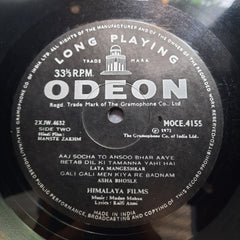 LONG PLAYING
33⅓ R.P.M.
TRADE MARK
ODEON
Regd. Trade Mark of The Gramophone Co. Ltd.
2XJW.4632
MOCE.4155
SIDE TWO
Hindi Film:
HANSTE ZAKHM
℗ 1973
The Gramophone Co. of India Ltd.
AAJ SOCHA TO ANSOO BHAR AAYE
BETAB DIL KI TAMANNA YAHI HAI
LATA MANGESHKAR
GALI GALI MEN KIYA RE BADNAM
ASHA BHOSLE
HIMALAYA FILMS
Music: Madan Mohan
Lyrics: Kaifi Azmi
MADE IN INDIA